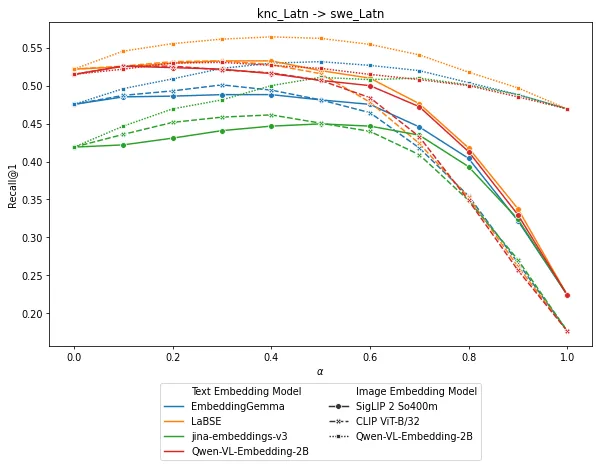 knc_Latn -> swe_Latn
Recall@1
0.55
0.50
0.45
0.40
0.35
0.30
0.25
0.20
0.0 0.2 0.4 0.6 0.8 1.0
α
Text Embedding Model Image Embedding Model
EmbeddingGemma SigLIP 2 So400m
LaBSE CLIP ViT-B/32
jina-embeddings-v3 Qwen-VL-Embedding-2B
Qwen-VL-Embedding-2B